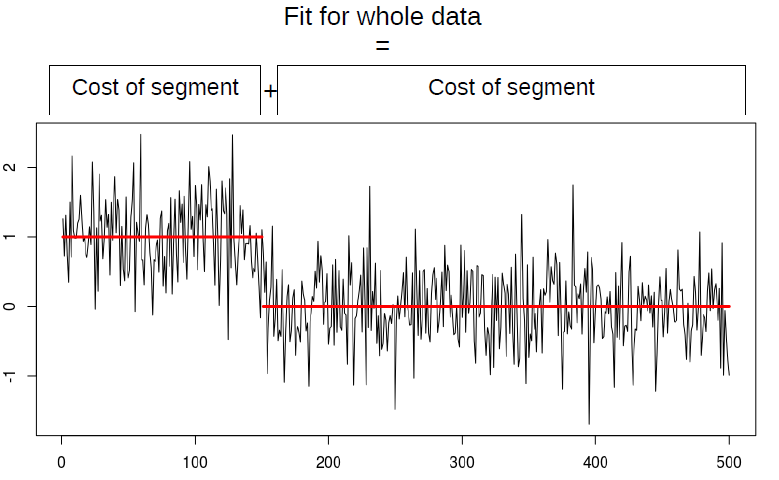 Fit for whole data
=
Cost of segment + Cost of segment
2
1
0
-1
0 100 200 300 400 500